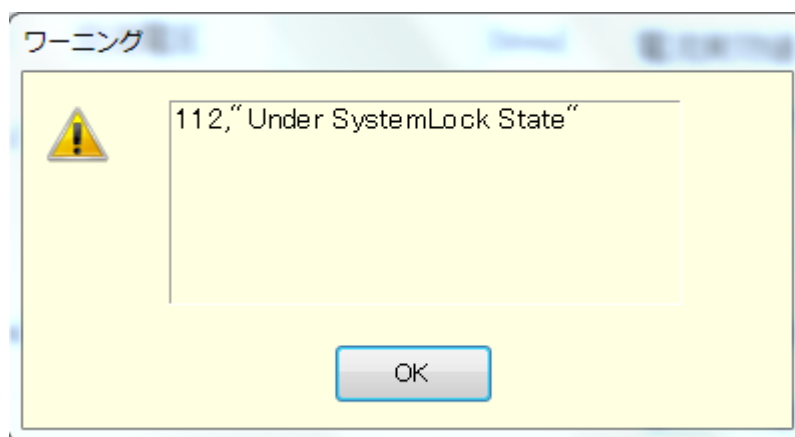 ワーニング
112,"Under SystemLock State"
OK